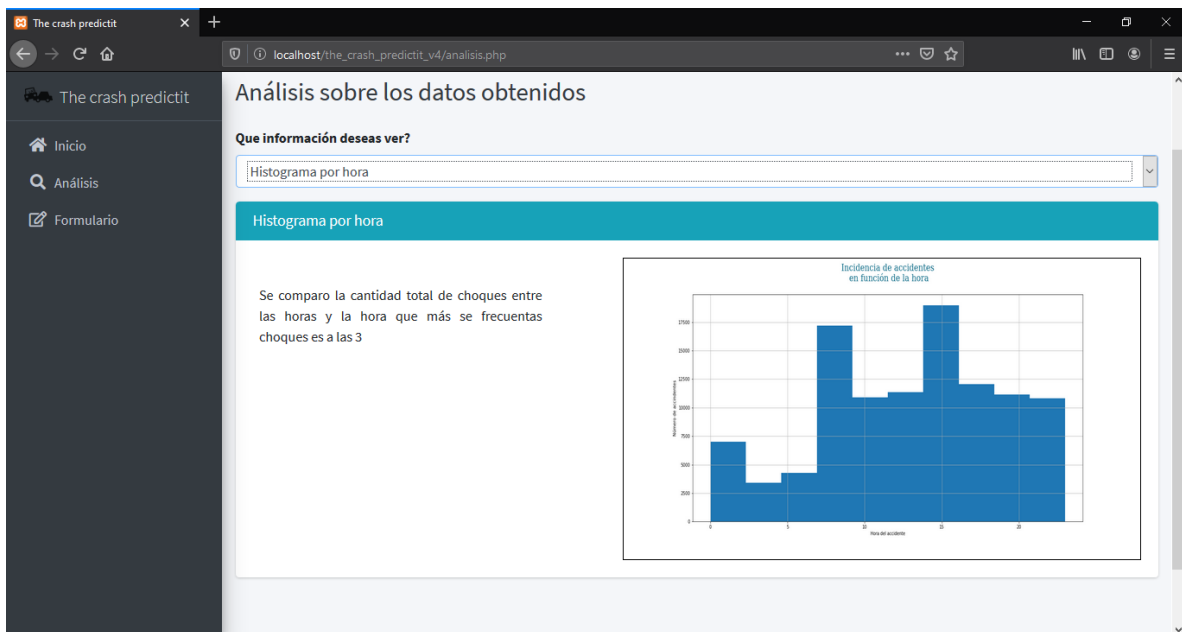 The crash predictit
localhost/the_crash_predictit_v4/analisis.php
The crash predictit
Inicio
Análisis
Formulario
Análisis sobre los datos obtenidos
Que información deseas ver?
Histograma por hora
Histograma por hora
Se comparo la cantidad total de choques entre
las horas y la hora que más se frecuentas
choques es a las 3
Incidencia de accidentes
en función de la hora
17500
15000
12500
10000
7500
5000
2500
0
Número de accidentes
0 5 10 15 20
Hora del accidente